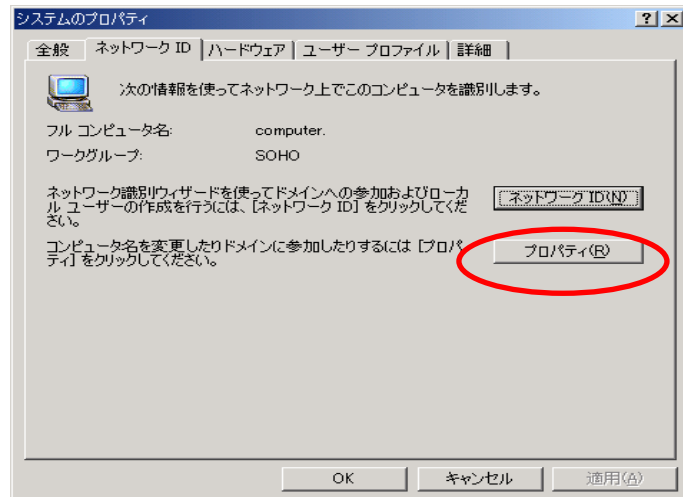 システムのプロパティ
全般 ネットワーク ID ハードウェア ユーザー プロファイル 詳細
次の情報を使ってネットワーク上でこのコンピュータを識別します。
フル コンピュータ名: computer.
ワークグループ: SOHO
ネットワーク識別ウィザードを使ってドメインへの参加およびローカ
ル ユーザーの作成を行うには、[ネットワーク ID] をクリックしてくだ
さい。
ネットワーク ID(N)
コンピュータ名を変更したりドメインに参加したりするには [プロパ
ティ] をクリックしてください。
プロパティ(R)
OK キャンセル 適用(A)